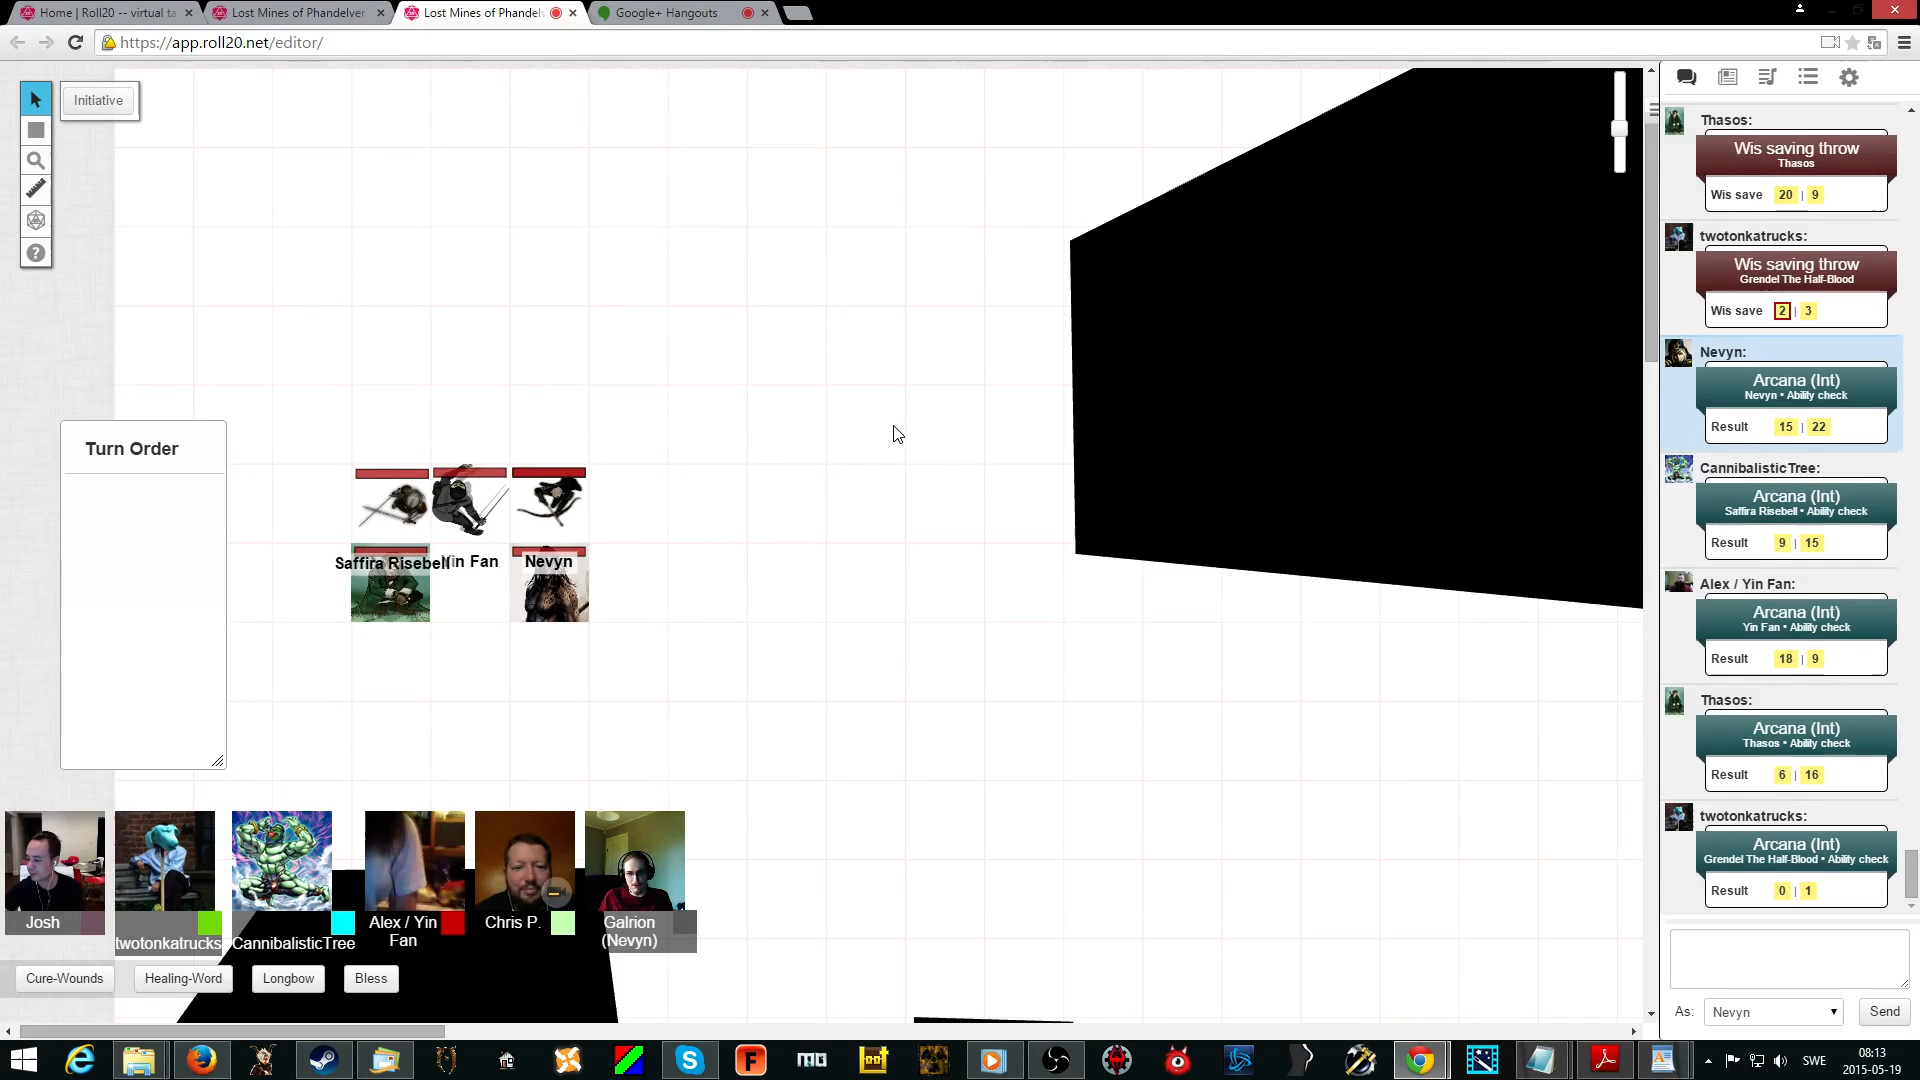 Home | Roll20 -- virtual ta
Lost Mines of Phandelver
Lost Mines of Phandelv
Google+ Hangouts
https://app.roll20.net/editor/
Initiative
Turn Order
Saffira Risebell
Yin Fan
Nevyn
Josh
twotonkatrucks
CannibalisticTree
Alex / Yin
Fan
Chris P.
Galrion
(Nevyn)
Cure-Wounds
Healing-Word
Longbow
Bless
Thasos:
Wis saving throw
Thasos
Wis save 20 | 9
twotonkatrucks:
Wis saving throw
Grendel The Half-Blood
Wis save 2 | 3
Nevyn:
Arcana (Int)
Nevyn • Ability check
Result 15 | 22
CannibalisticTree:
Arcana (Int)
Saffira Risebell • Ability check
Result 9 | 15
Alex / Yin Fan:
Arcana (Int)
Yin Fan • Ability check
Result 18 | 9
Thasos:
Arcana (Int)
Thasos • Ability check
Result 6 | 16
twotonkatrucks:
Arcana (Int)
Grendel The Half-Blood • Ability check
Result 0 | 1
As: Nevyn
Send
SWE
08:13
2015-05-19